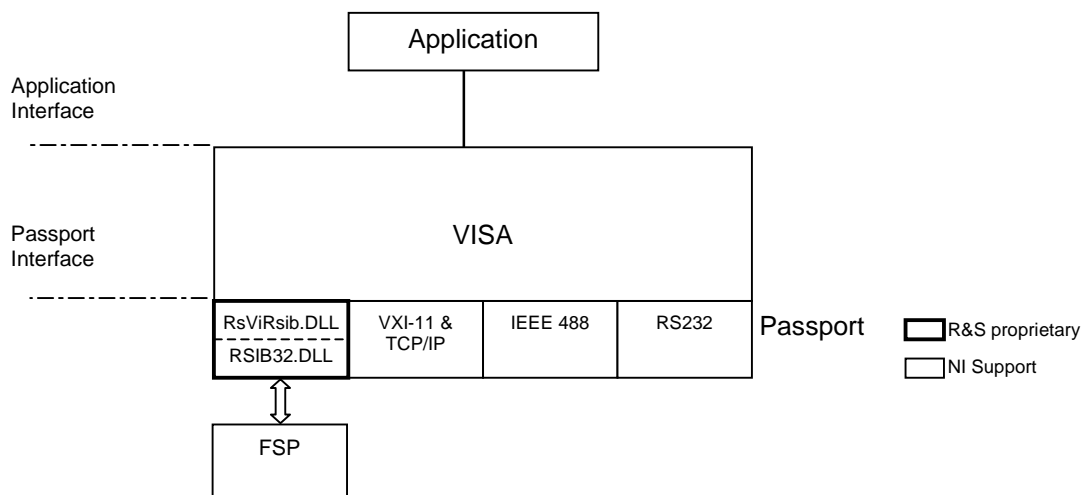 Application
Application
Interface
Passport
Interface
VISA
RsViRsib.DLL
RSIB32.DLL
VXI-11 &
TCP/IP
IEEE 488
RS232
Passport
R&S proprietary
NI Support
FSP